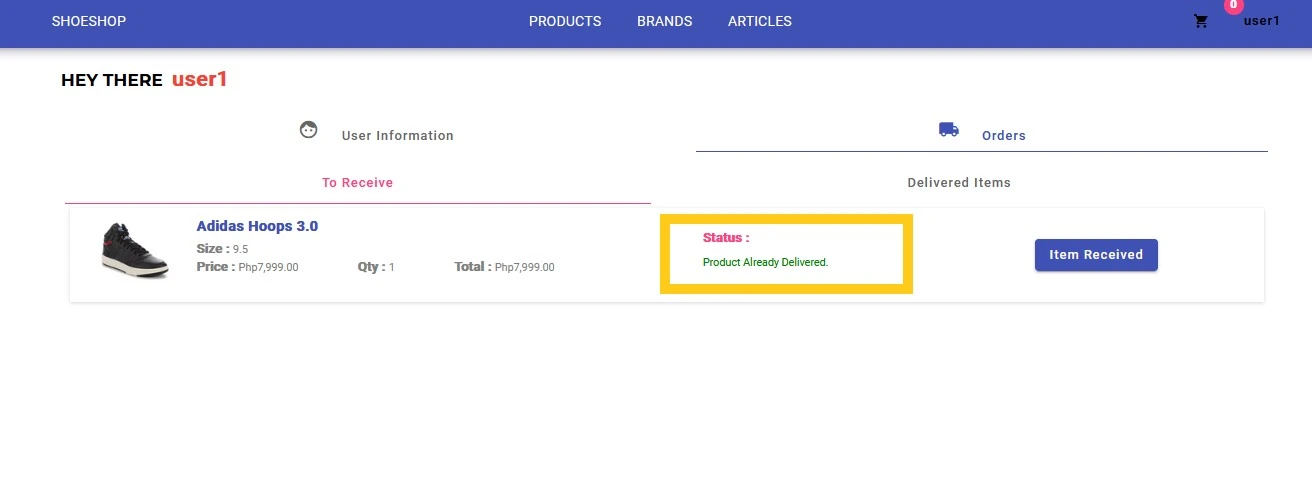 SHOESHOP PRODUCTS BRANDS ARTICLES 0 user1
HEY THERE user1
User Information Orders
To Receive Delivered Items
Adidas Hoops 3.0
Size : 9.5
Price : Php7,999.00 Qty : 1 Total : Php7,999.00
Status :
Product Already Delivered.
Item Received